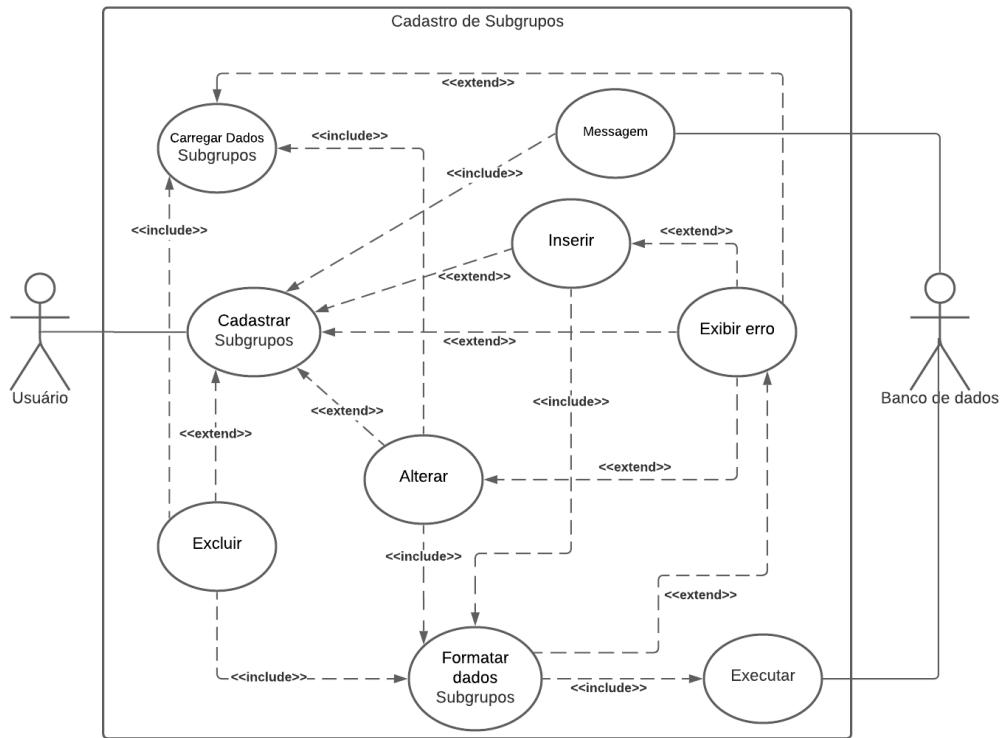 Cadastro de Subgrupos
<<extend>>
Carregar Dados
Subgrupos
<<include>>
Messagem
<<include>>
<<include>>
Inserir
<<extend>>
<<extend>>
Cadastrar
Subgrupos
Exibir erro
<<extend>>
Usuário
Banco de dados
<<include>>
<<extend>>
<<extend>>
Alterar
<<extend>>
Excluir
<<include>>
<<extend>>
Formatar
dados
Subgrupos
<<include>>
<<include>>
Executar